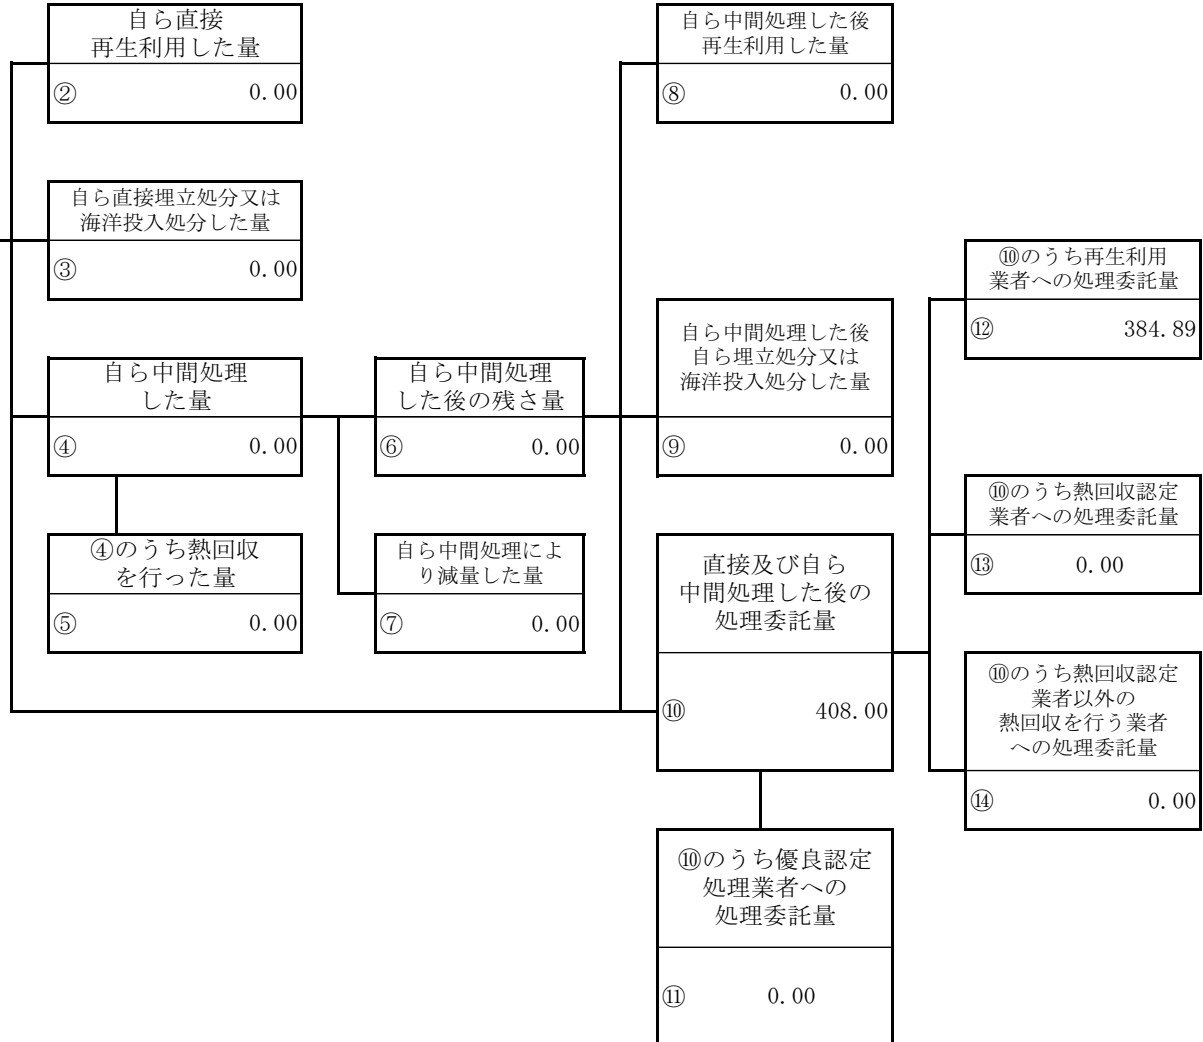 自ら直接
再生利用した量
② 0.00
自ら中間処理した後
再生利用した量
⑧ 0.00
自ら直接埋立処分又は
海洋投入処分した量
③ 0.00
⑩のうち再生利用
業者への処理委託量
⑫ 384.89
自ら中間処理した後
自ら埋立処分又は
海洋投入処分した量
⑨ 0.00
自ら中間処理
した量
④ 0.00
自ら中間処理
した後の残さ量
⑥ 0.00
⑩のうち熱回収認定
業者への処理委託量
⑬ 0.00
④のうち熱回収
を行った量
⑤ 0.00
自ら中間処理によ
り減量した量
⑦ 0.00
直接及び自ら
中間処理した後の
処理委託量
⑩ 408.00
⑩のうち熱回収認定
業者以外の
熱回収を行う業者
への処理委託量
⑭ 0.00
⑩のうち優良認定
処理業者への
処理委託量
⑪ 0.00